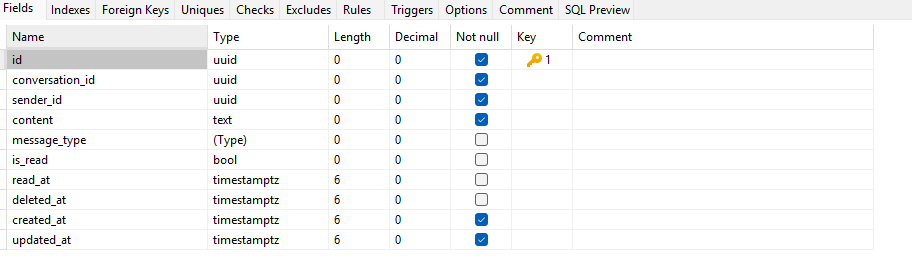 Fields Indexes Foreign Keys Uniques Checks Excludes Rules Triggers Options Comment SQL Preview
Name Type Length Decimal Not null Key Comment
id uuid 0 0 1
conversation_id uuid 0 0
sender_id uuid 0 0
content text 0 0
message_type (Type) 0 0
is_read bool 0 0
read_at timestamptz 6 0
deleted_at timestamptz 6 0
created_at timestamptz 6 0
updated_at timestamptz 6 0